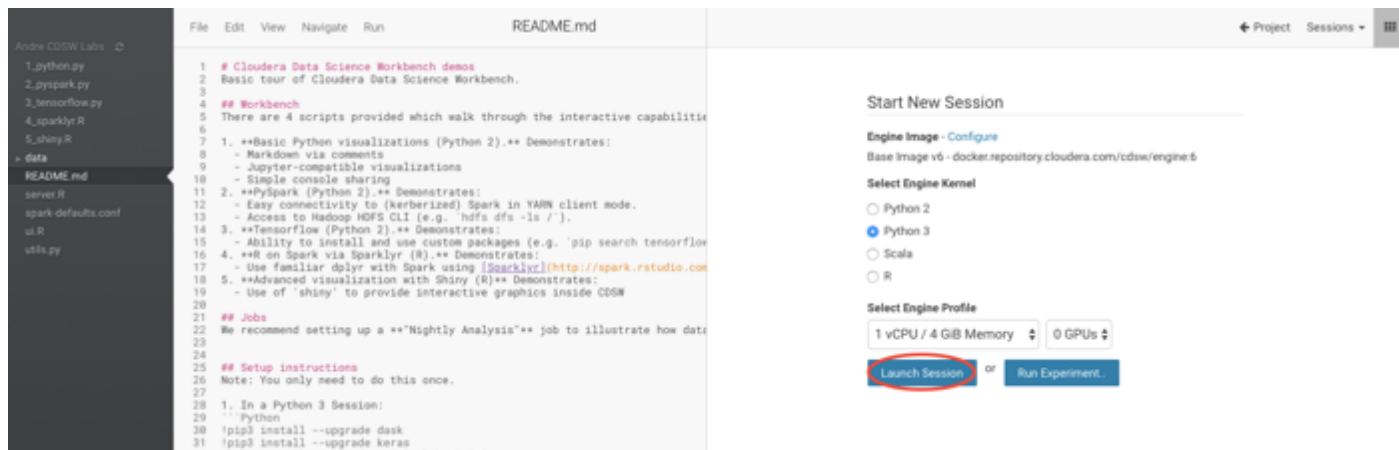 Andre CDSW Labs
1_python.py
2_pyspark.py
3_tensorflow.py
4_sparklyr.R
5_shiny.R
data
README.md
server.R
spark-defaults.conf
ui.R
utils.py
File Edit View Navigate Run README.md
1 # Cloudera Data Science Workbench demos
2 Basic tour of Cloudera Data Science Workbench.
3
4 ## Workbench
5 There are 4 scripts provided which walk through the interactive capabilitie
6
7 1. **Basic Python visualizations (Python 2).** Demonstrates:
8 - Markdown via comments
9 - Jupyter-compatible visualizations
10 - Simple console sharing
11 2. **PySpark (Python 2).** Demonstrates:
12 - Easy connectivity to (kerberized) Spark in YARN client mode.
13 - Access to Hadoop HDFS CLI (e.g. `hdfs dfs -ls /`).
14 3. **Tensorflow (Python 2).** Demonstrates:
15 - Ability to install and use custom packages (e.g. `pip search tensorflow
16 4. **R on Spark via Sparklyr (R).** Demonstrates:
17 - Use familiar dplyr with Spark using [Sparklyr](http://spark.rstudio.com
18 5. **Advanced visualization with Shiny (R)** Demonstrates:
19 - Use of `shiny` to provide interactive graphics inside CDSW
20
21 ## Jobs
22 We recommend setting up a **"Nightly Analysis"** job to illustrate how data
23
24
25 ## Setup instructions
26 Note: You only need to do this once.
27
28 1. In a Python 3 Session:
29 ```Python
30 !pip3 install --upgrade dask
31 !pip3 install --upgrade keras
Project Sessions
Start New Session
Engine Image - Configure
Base Image v6 - docker.repository.cloudera.com/cdsw/engine:6
Select Engine Kernel
Python 2
Python 3
Scala
R
Select Engine Profile
1 vCPU / 4 GiB Memory 0 GPUs
Launch Session or Run Experiment..